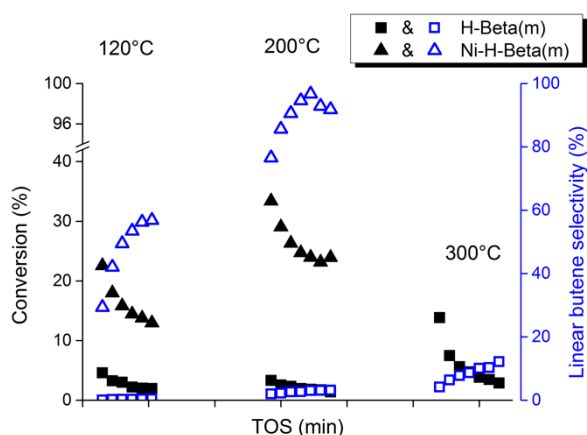 120°C
200°C
■ & □ H-Beta(m)
▲ & △ Ni-H-Beta(m)
300°C
100
96
40
30
20
10
0
Conversion (%)
100
80
60
40
20
0
Linear butene selectivity (%)
TOS (min)